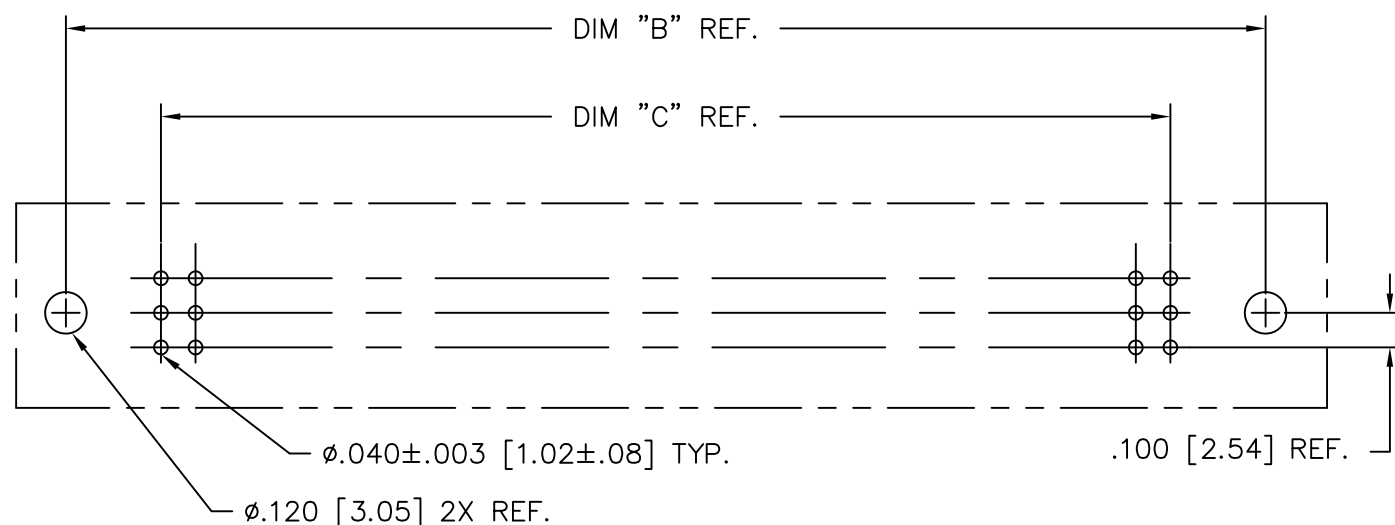 DIM "B" REF.
DIM "C" REF.
ø.040±.003 [1.02±.08] TYP.
.100 [2.54] REF.
ø.120 [3.05] 2X REF.